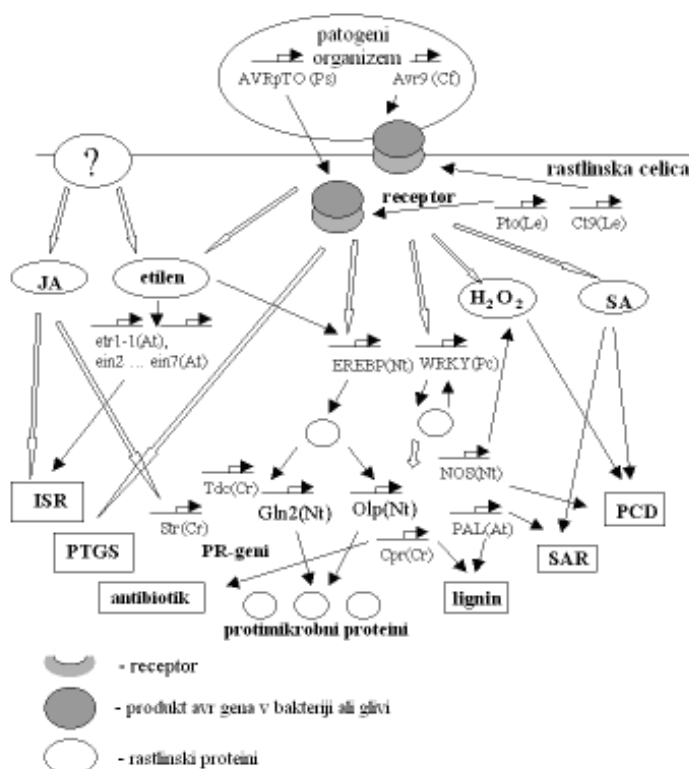 patogeni
organizem
AVRpTO (Ps)
Avr9 (Cf)
?
rastlinska celica
receptor
Pto(Le)
Ct9(Le)
JA
etilen
H2O2
SA
etr1-1(At),
ein2 ... ein7(At)
EREBP(Nt)
WRKY(Pc)
ISR
Tdc(Cr)
Gln2(Nt)
Olp(Nt)
NOS(Nt)
PCD
PTGS
Str(Cr)
PR-geni
Cpr(Cr)
PAL(At)
SAR
antibiotik
lignin
protimikrobni proteini
- receptor
- produkt avr gena v bakteriji ali glivi
- rastlinski proteini